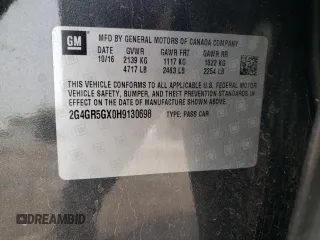 GM
MFD BY GENERAL MOTORS OF CANADA COMPANY
DATE GVWR GAWR FRT GAWR RR
10/16 2139 KG 1117 KG 1022 KG
4717 LB 2463 LB 2254 LB
THIS VEHICLE CONFORMS TO ALL APPLICABLE U.S. FEDERAL MOTOR
VEHICLE SAFETY, BUMPER, AND THEFT PREVENTION STANDARDS IN
EFFECT ON THE DATE OF MANUFACTURE SHOWN ABOVE.
2G4GR5GX0H9130698 TYPE: PASS CAR
DREAMBID